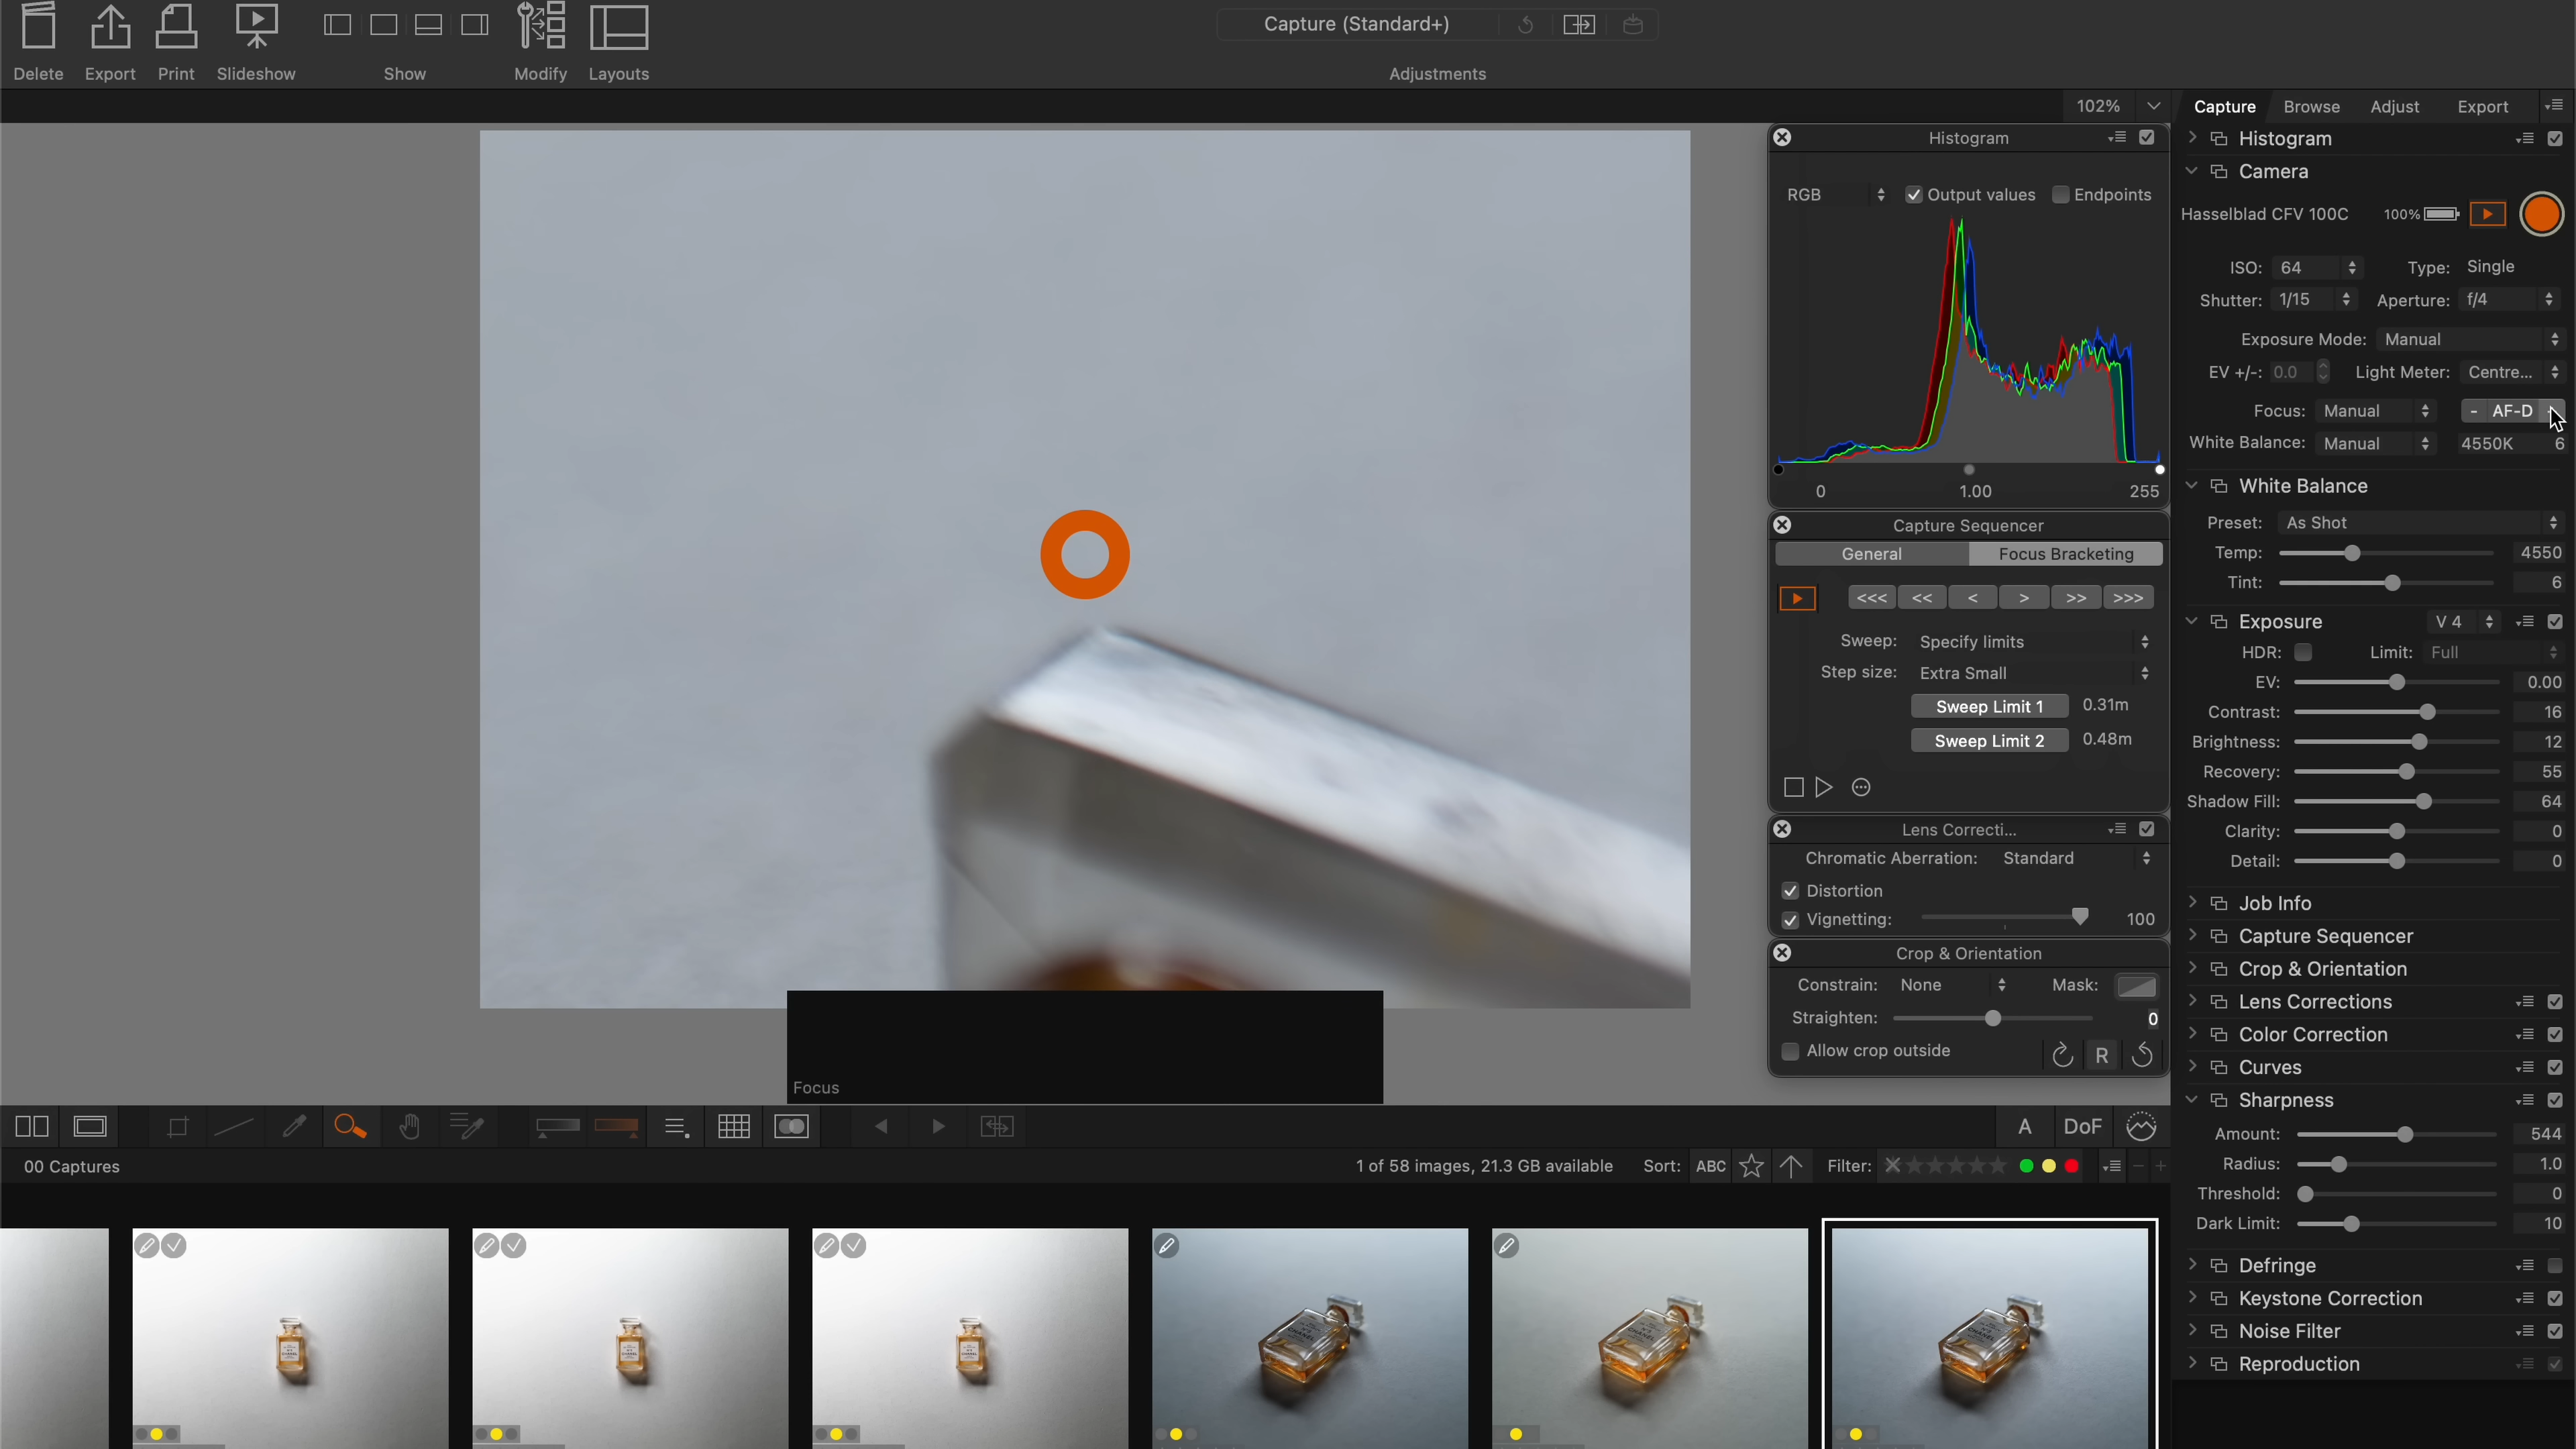 Delete Export Print Slideshow Show Modify Layouts
Capture (Standard+)
Adjustments
102%
Capture Browse Adjust Export
Histogram
RGB Output values Endpoints
0 1.00 255
Capture Sequencer
General Focus Bracketing
<<< << < > >> >>>
Sweep: Specify limits
Step size: Extra Small
Sweep Limit 1 0.31m
Sweep Limit 2 0.48m
Lens Correcti...
Chromatic Aberration: Standard
Distortion
Vignetting: 100
Crop & Orientation
Constrain: None Mask:
Straighten: 0
Allow crop outside
R
Histogram
Camera
Hasselblad CFV 100C 100%
ISO: 64 Type: Single
Shutter: 1/15 Aperture: f/4
Exposure Mode: Manual
EV +/-: 0.0 Light Meter: Centre...
Focus: Manual - AF-D
White Balance: Manual 4550K 6
White Balance
Preset: As Shot
Temp: 4550
Tint: 6
Exposure V 4
HDR: Limit: Full
EV: 0.00
Contrast: 16
Brightness: 12
Recovery: 55
Shadow Fill: 64
Clarity: 0
Detail: 0
Job Info
Capture Sequencer
Crop & Orientation
Lens Corrections
Color Correction
Curves
Sharpness
Amount: 544
Radius: 1.0
Threshold: 0
Dark Limit: 10
Defringe
Keystone Correction
Noise Filter
Reproduction
Focus
A DoF
00 Captures 1 of 58 images, 21.3 GB available Sort: ABC Filter:
CHANEL
CHANEL
CHANEL